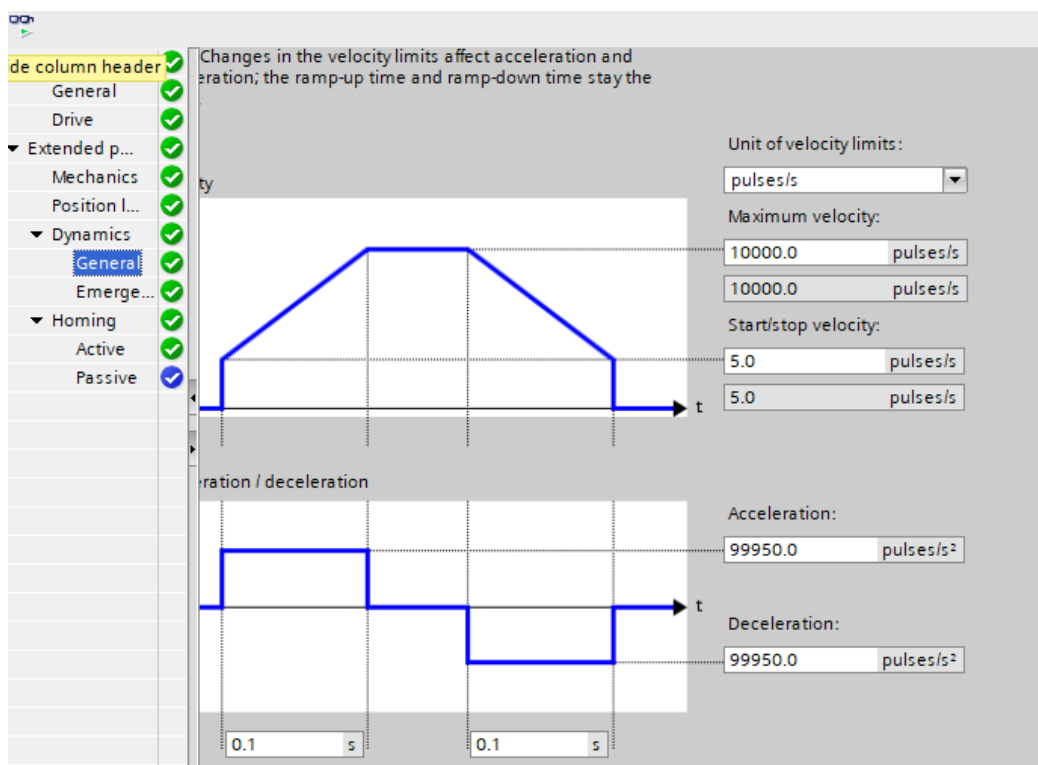 Changes in the velocity limits affect acceleration and
de column header
eration; the ramp-up time and ramp-down time stay the
General
Drive
Extended p...
Mechanics
Position l...
Dynamics
General
Emerge...
Homing
Active
Passive
Unit of velocity limits:
pulses/s
ty
Maximum velocity:
10000.0 pulses/s
10000.0 pulses/s
Start/stop velocity:
5.0 pulses/s
5.0 pulses/s
t
ration / deceleration
Acceleration:
99950.0 pulses/s²
t
Deceleration:
99950.0 pulses/s²
0.1 s
0.1 s